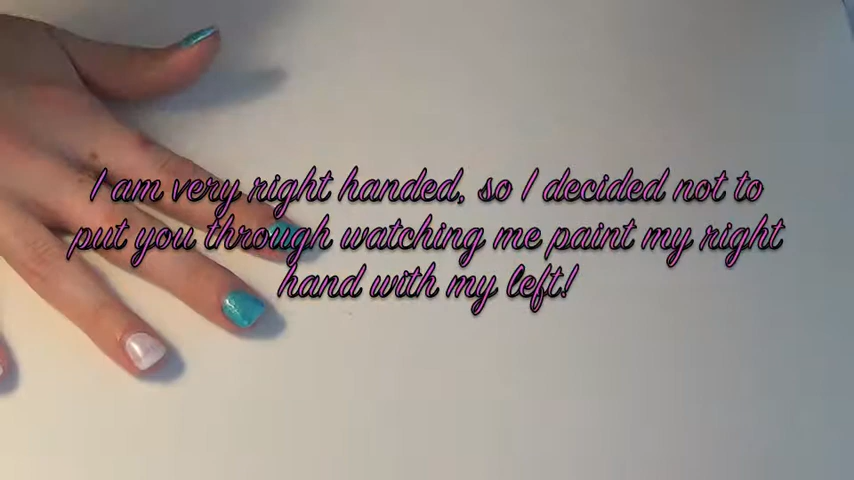 I am very right handed, so I decided not to
put you through watching me paint my right
hand with my left!